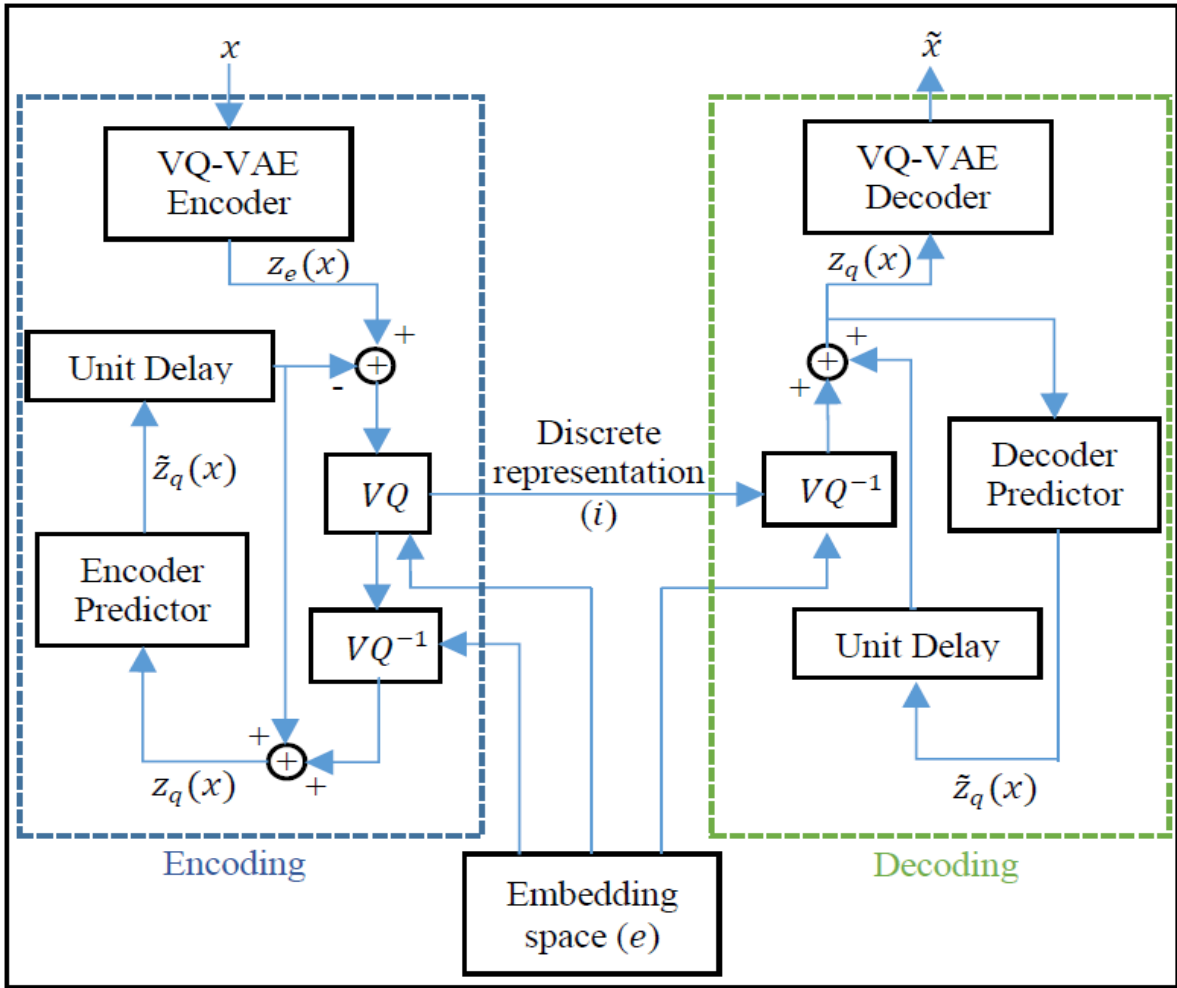 x
VQ-VAE
Encoder
z_e(x)
+
+
-
Unit Delay
z̃_q(x)
VQ
Encoder
Predictor
VQ⁻¹
+
+
+
z_q(x)
Encoding
Discrete
representation
(i)
Embedding
space (e)
x̃
VQ-VAE
Decoder
z_q(x)
+
+
+
VQ⁻¹
Decoder
Predictor
Unit Delay
z̃_q(x)
Decoding